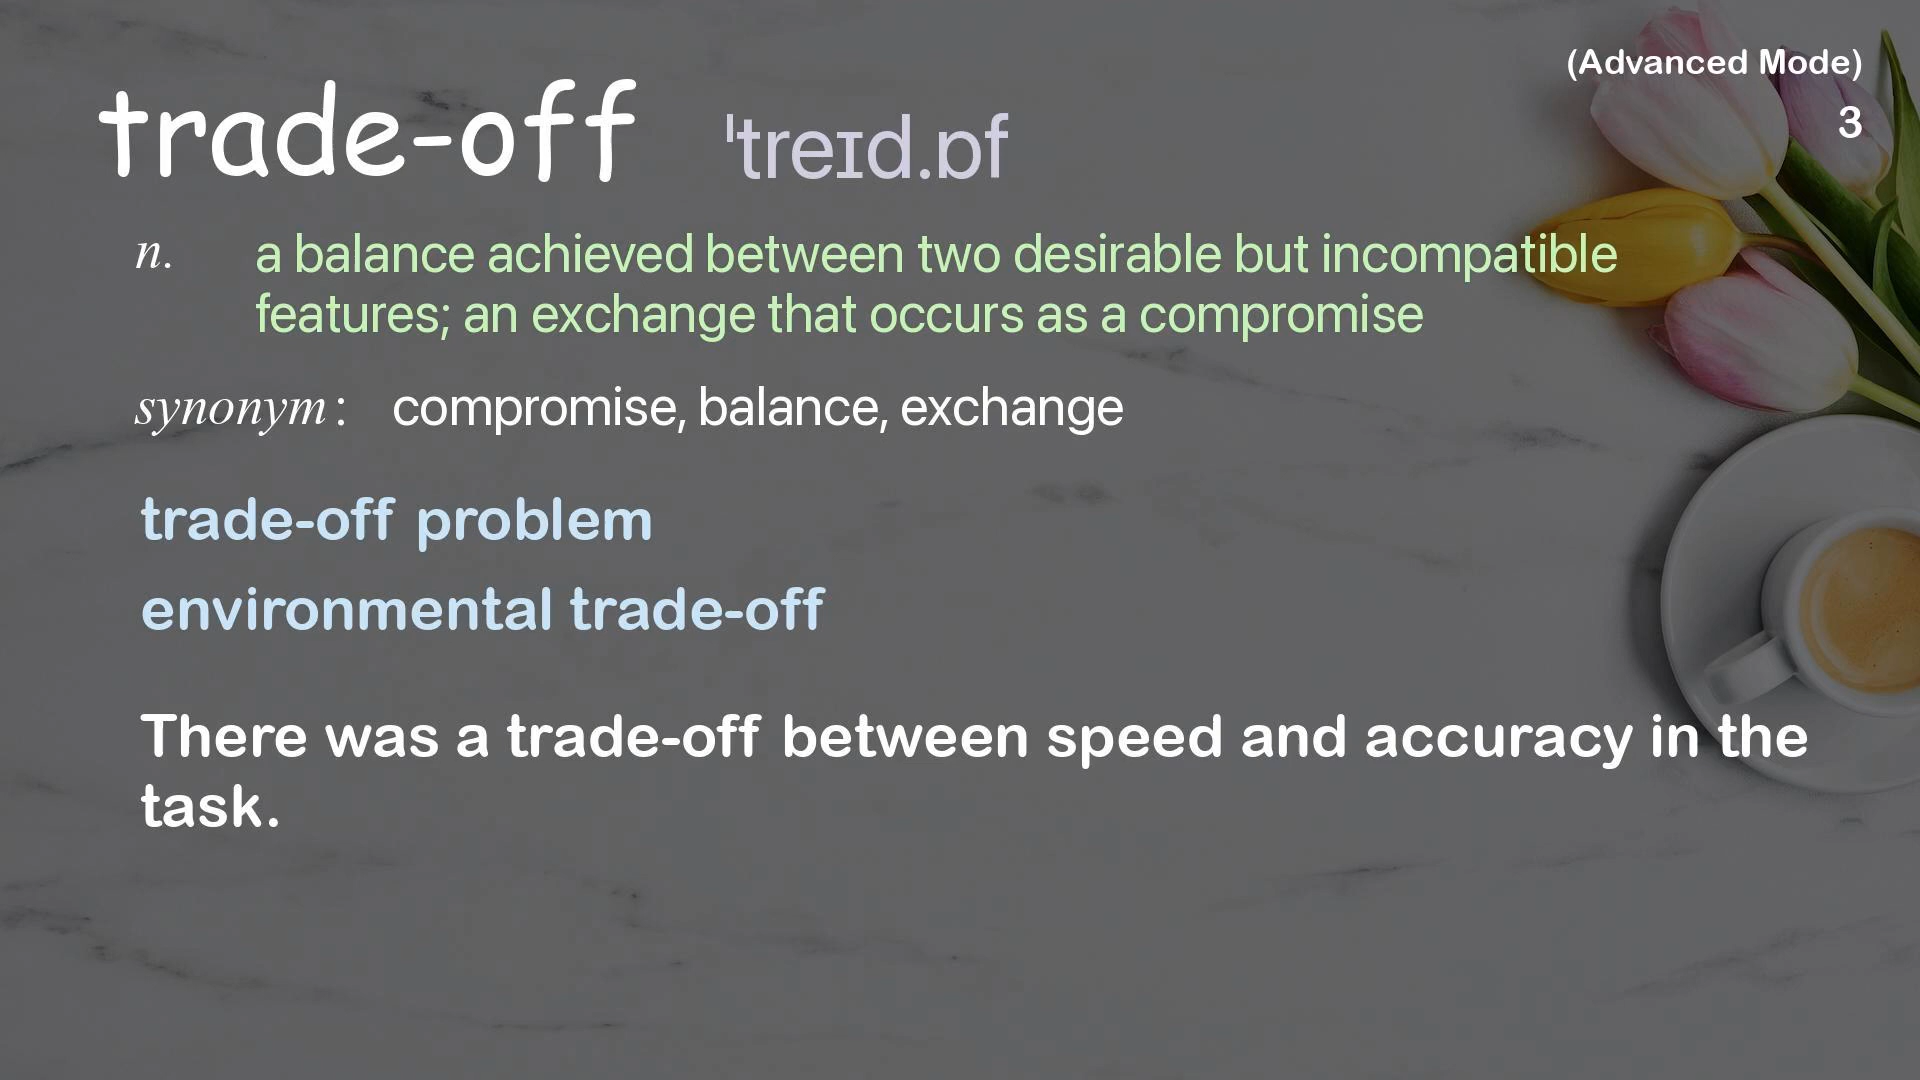 (Advanced Mode)
3
trade-off ˈtreɪd.ɒf
n. a balance achieved between two desirable but incompatible
features; an exchange that occurs as a compromise
synonym: compromise, balance, exchange
trade-off problem
environmental trade-off
There was a trade-off between speed and accuracy in the
task.